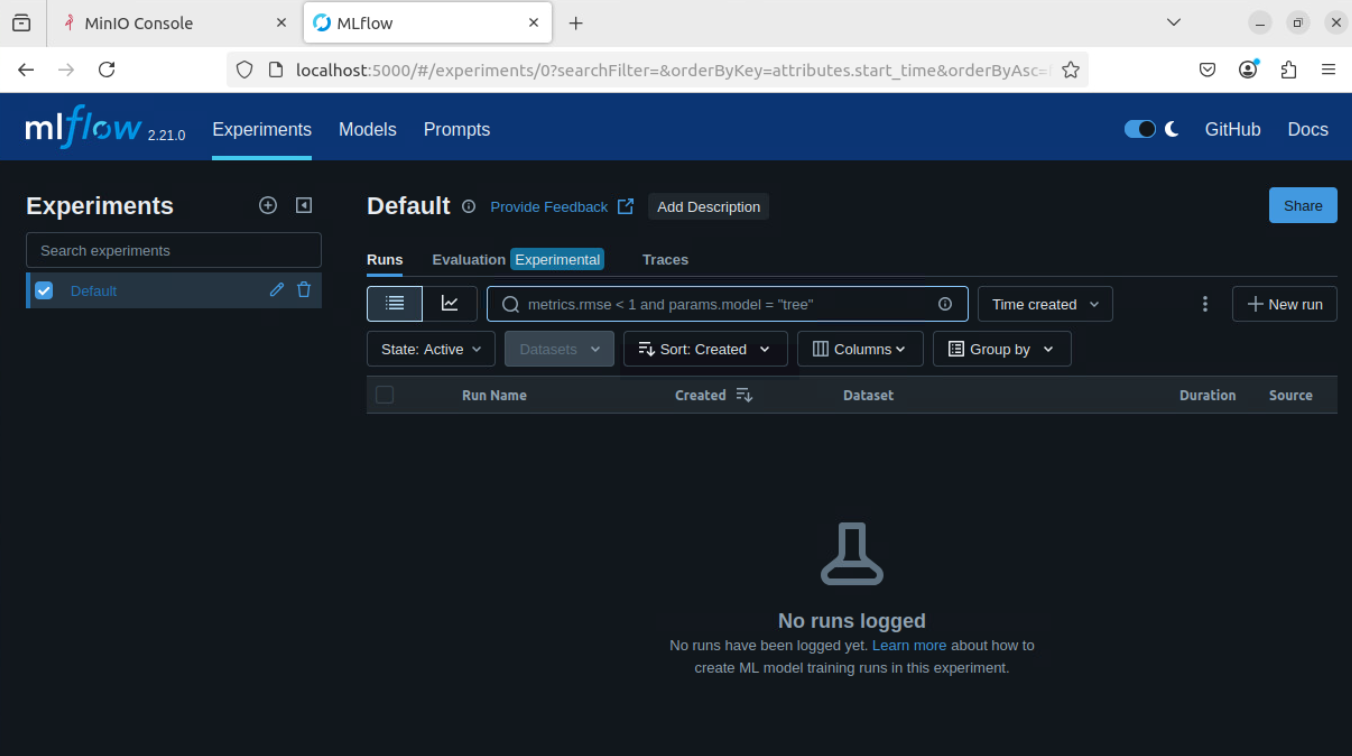 MinIO Console
MLflow
localhost:5000/#/experiments/0?searchFilter=&orderByKey=attributes.start_time&orderByAsc=
mlflow 2.21.0 Experiments Models Prompts GitHub Docs
Experiments
Search experiments
Default
Default Provide Feedback Add Description Share
Runs Evaluation Experimental Traces
metrics.rmse < 1 and params.model = "tree" Time created New run
State: Active Datasets Sort: Created Columns Group by
Run Name Created Dataset Duration Source
No runs logged
No runs have been logged yet. Learn more about how to
create ML model training runs in this experiment.